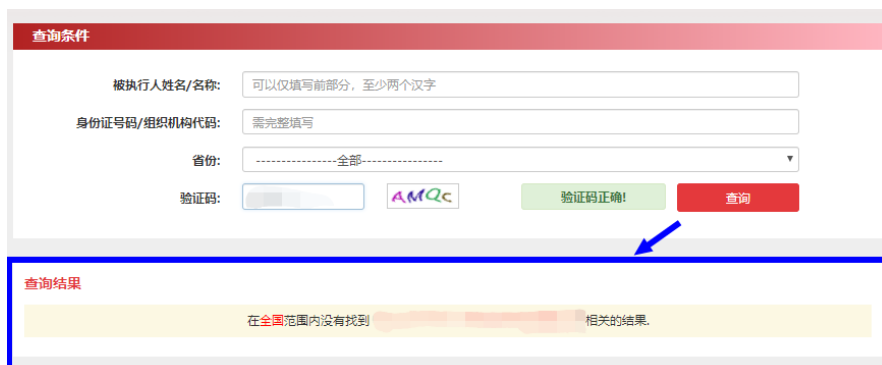 查询条件
被执行人姓名/名称: 可以仅填写前部分，至少两个汉字
身份证号码/组织机构代码: 需完整填写
省份: ----------------全部----------------
验证码: AMQc 验证码正确! 查询
查询结果
在全国范围内没有找到 相关的结果.